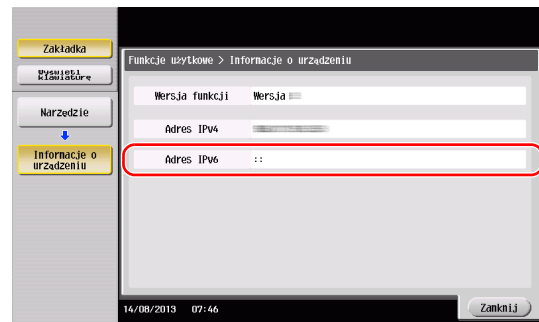 Zakładka
Wyświetl
klawiaturę
Narzędzie
Informacje o
urządzeniu
Funkcje użytkowe > Informacje o urządzeniu
Wersja funkcji Wersja
Adres IPv4
Adres IPv6 ::
14/08/2013 07:46
Zamknij